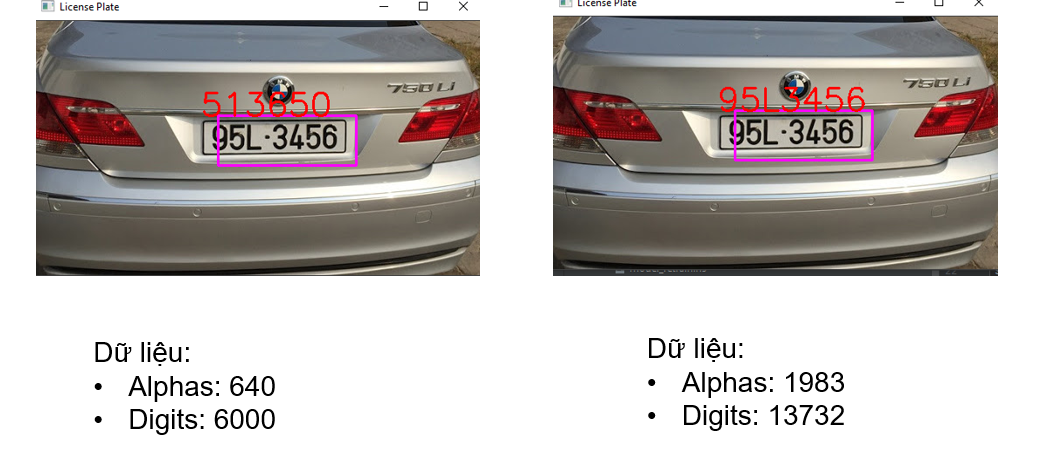 License Plate
750Li
513650
95L-3456
Dữ liệu:
• Alphas: 640
• Digits: 6000
License Plate
750Li
95L3456
95L-3456
Dữ liệu:
• Alphas: 1983
• Digits: 13732